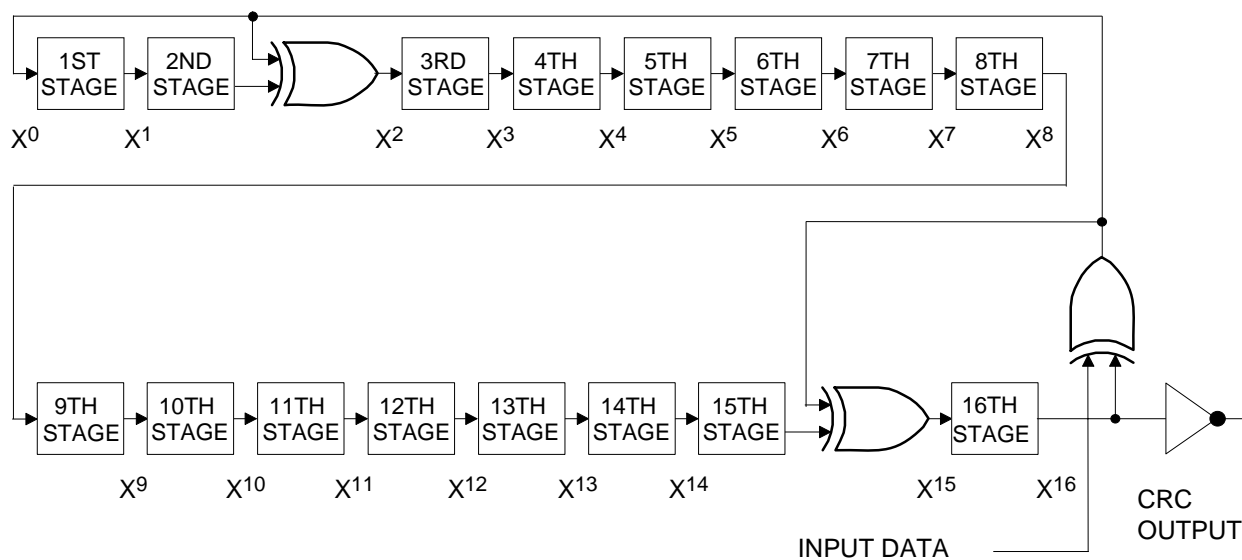 1ST
STAGE
2ND
STAGE
3RD
STAGE
4TH
STAGE
5TH
STAGE
6TH
STAGE
7TH
STAGE
8TH
STAGE
X⁰
X¹
X²
X³
X⁴
X⁵
X⁶
X⁷
X⁸
9TH
STAGE
10TH
STAGE
11TH
STAGE
12TH
STAGE
13TH
STAGE
14TH
STAGE
15TH
STAGE
16TH
STAGE
X⁹
X¹⁰
X¹¹
X¹²
X¹³
X¹⁴
X¹⁵
X¹⁶
CRC
OUTPUT
INPUT DATA